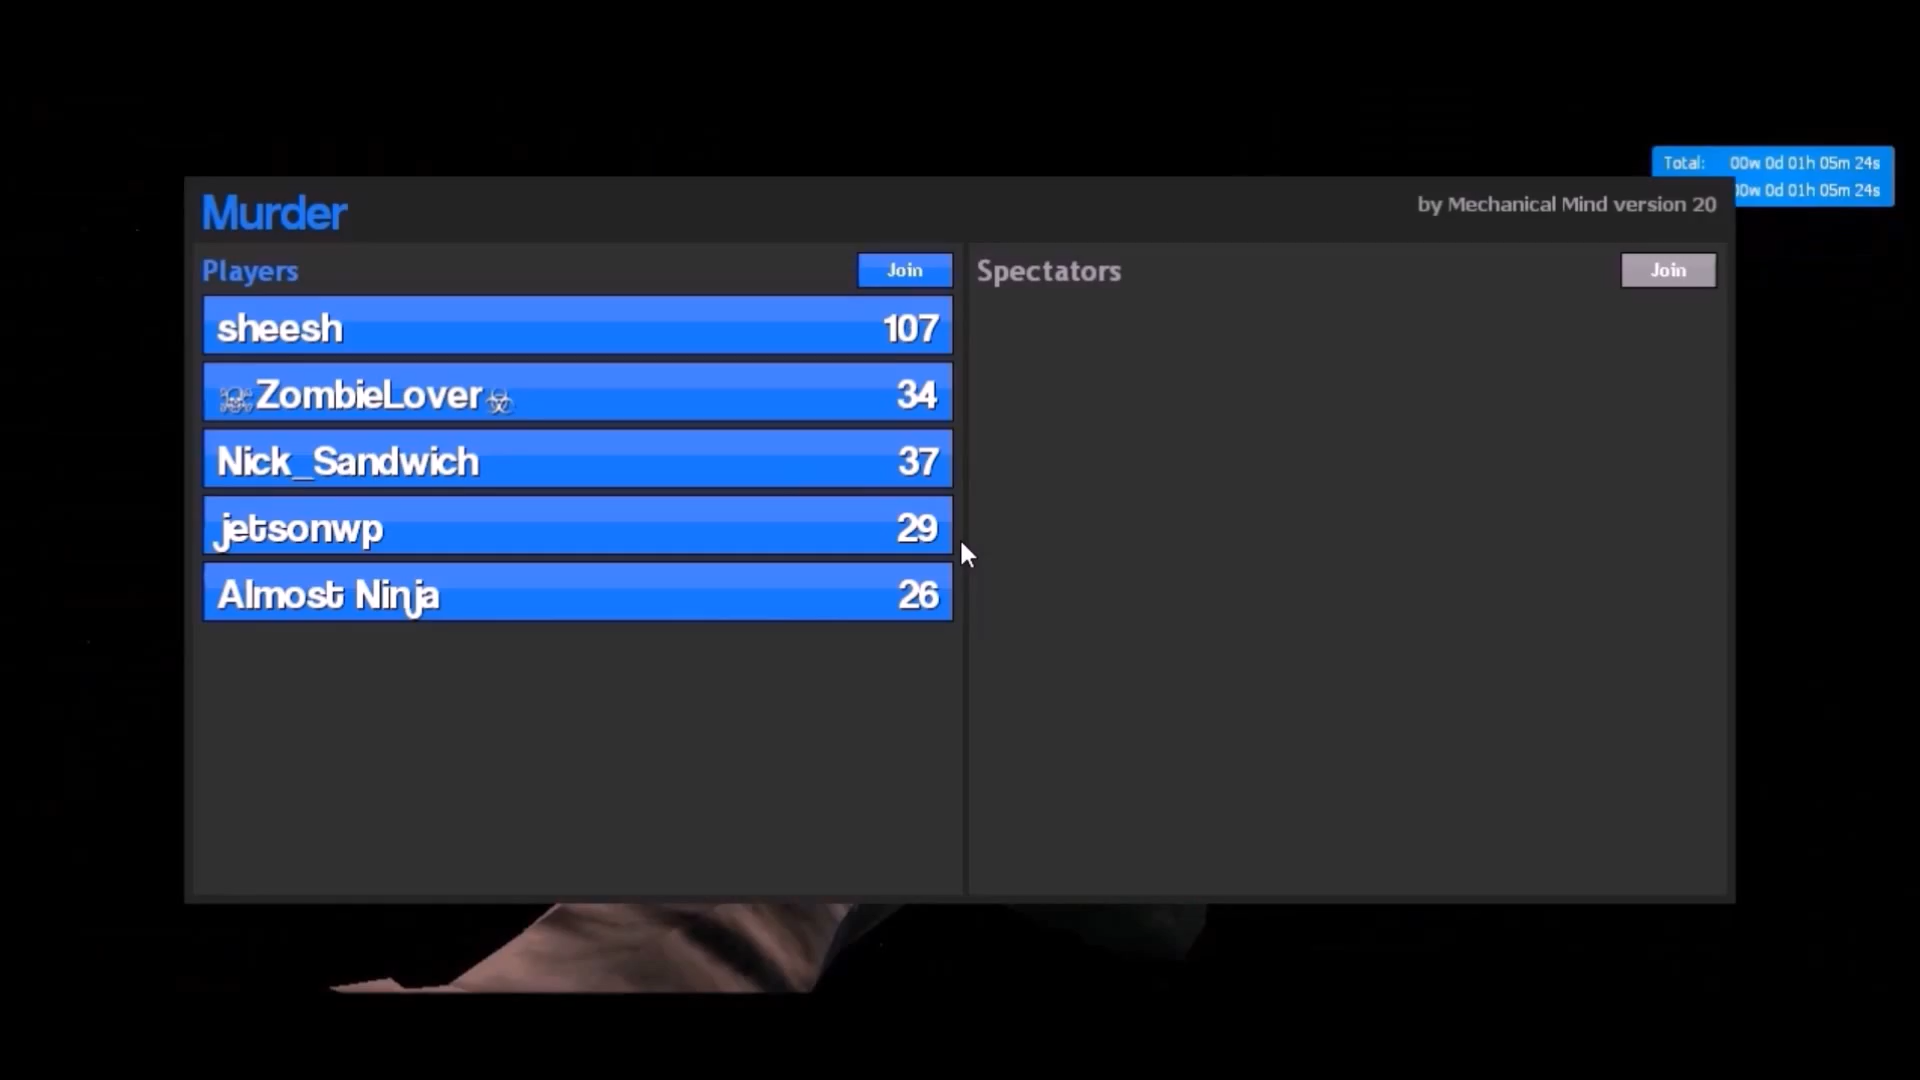 Total: 00w 0d 01h 05m 24s
00w 0d 01h 05m 24s
Murder
by Mechanical Mind version 20
Players
Join
Spectators
Join
sheesh 107
☠ZombieLover☣ 34
Nick_Sandwich 37
jetsonwp 29
Almost Ninja 26